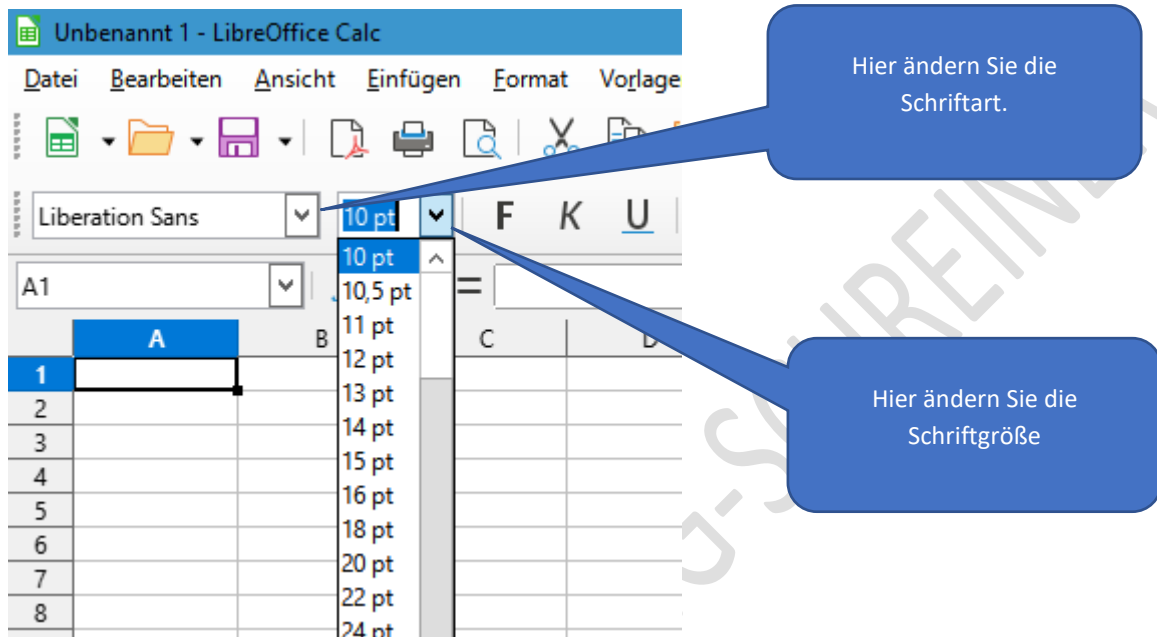 Unbenannt 1 - LibreOffice Calc
Datei Bearbeiten Ansicht Einfügen Format Vorlage
Hier ändern Sie die
Schriftart.
Liberation Sans 10 pt F K U
10 pt
A1 =
10,5 pt
11 pt
A B C D
12 pt
1
13 pt
2
14 pt
3
15 pt
4
16 pt
5
18 pt
6
20 pt
7
22 pt
8
24 pt
Hier ändern Sie die
Schriftgröße